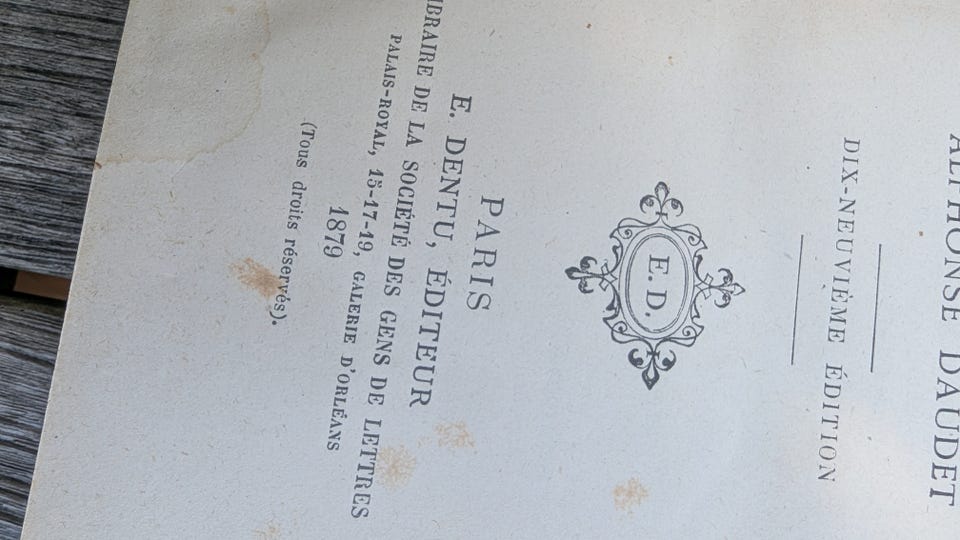 ALPHONSE DAUDET
DIX-NEUVIÈME ÉDITION
E. D.
PARIS
E. DENTU, ÉDITEUR
LIBRAIRE DE LA SOCIÉTÉ DES GENS DE LETTRES
PALAIS-ROYAL, 15-17-19, GALERIE D'ORLÉANS
1879
(Tous droits réservés).